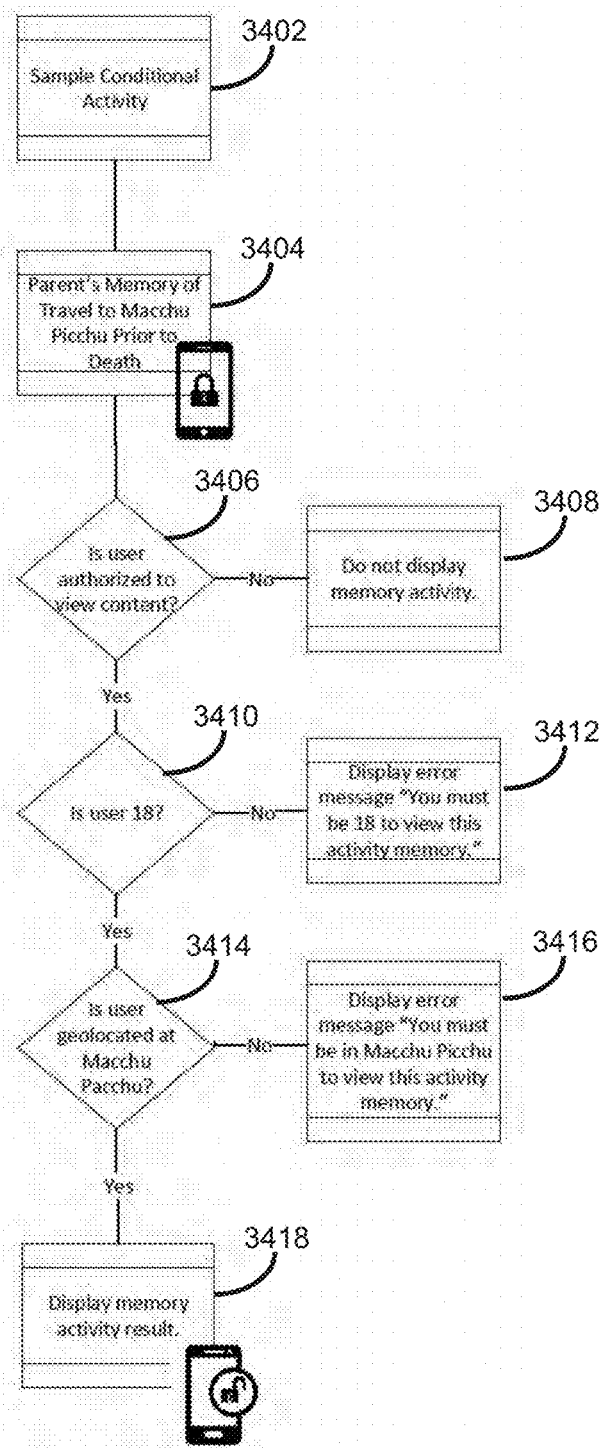 3402
Sample Conditional
Activity
3404
Parent's Memory of
Travel to Macchu
Picchu Prior to
Death
3406
Is user
authorized to
view content?
No
3408
Do not display
memory activity.
Yes
3410
Is user 18?
No
3412
Display error
message "You must
be 18 to view this
activity memory."
Yes
3414
Is user
geolocated at
Macchu
Pacchu?
No
3416
Display error
message "You must
be in Macchu Picchu
to view this activity
memory."
Yes
3418
Display memory
activity result.